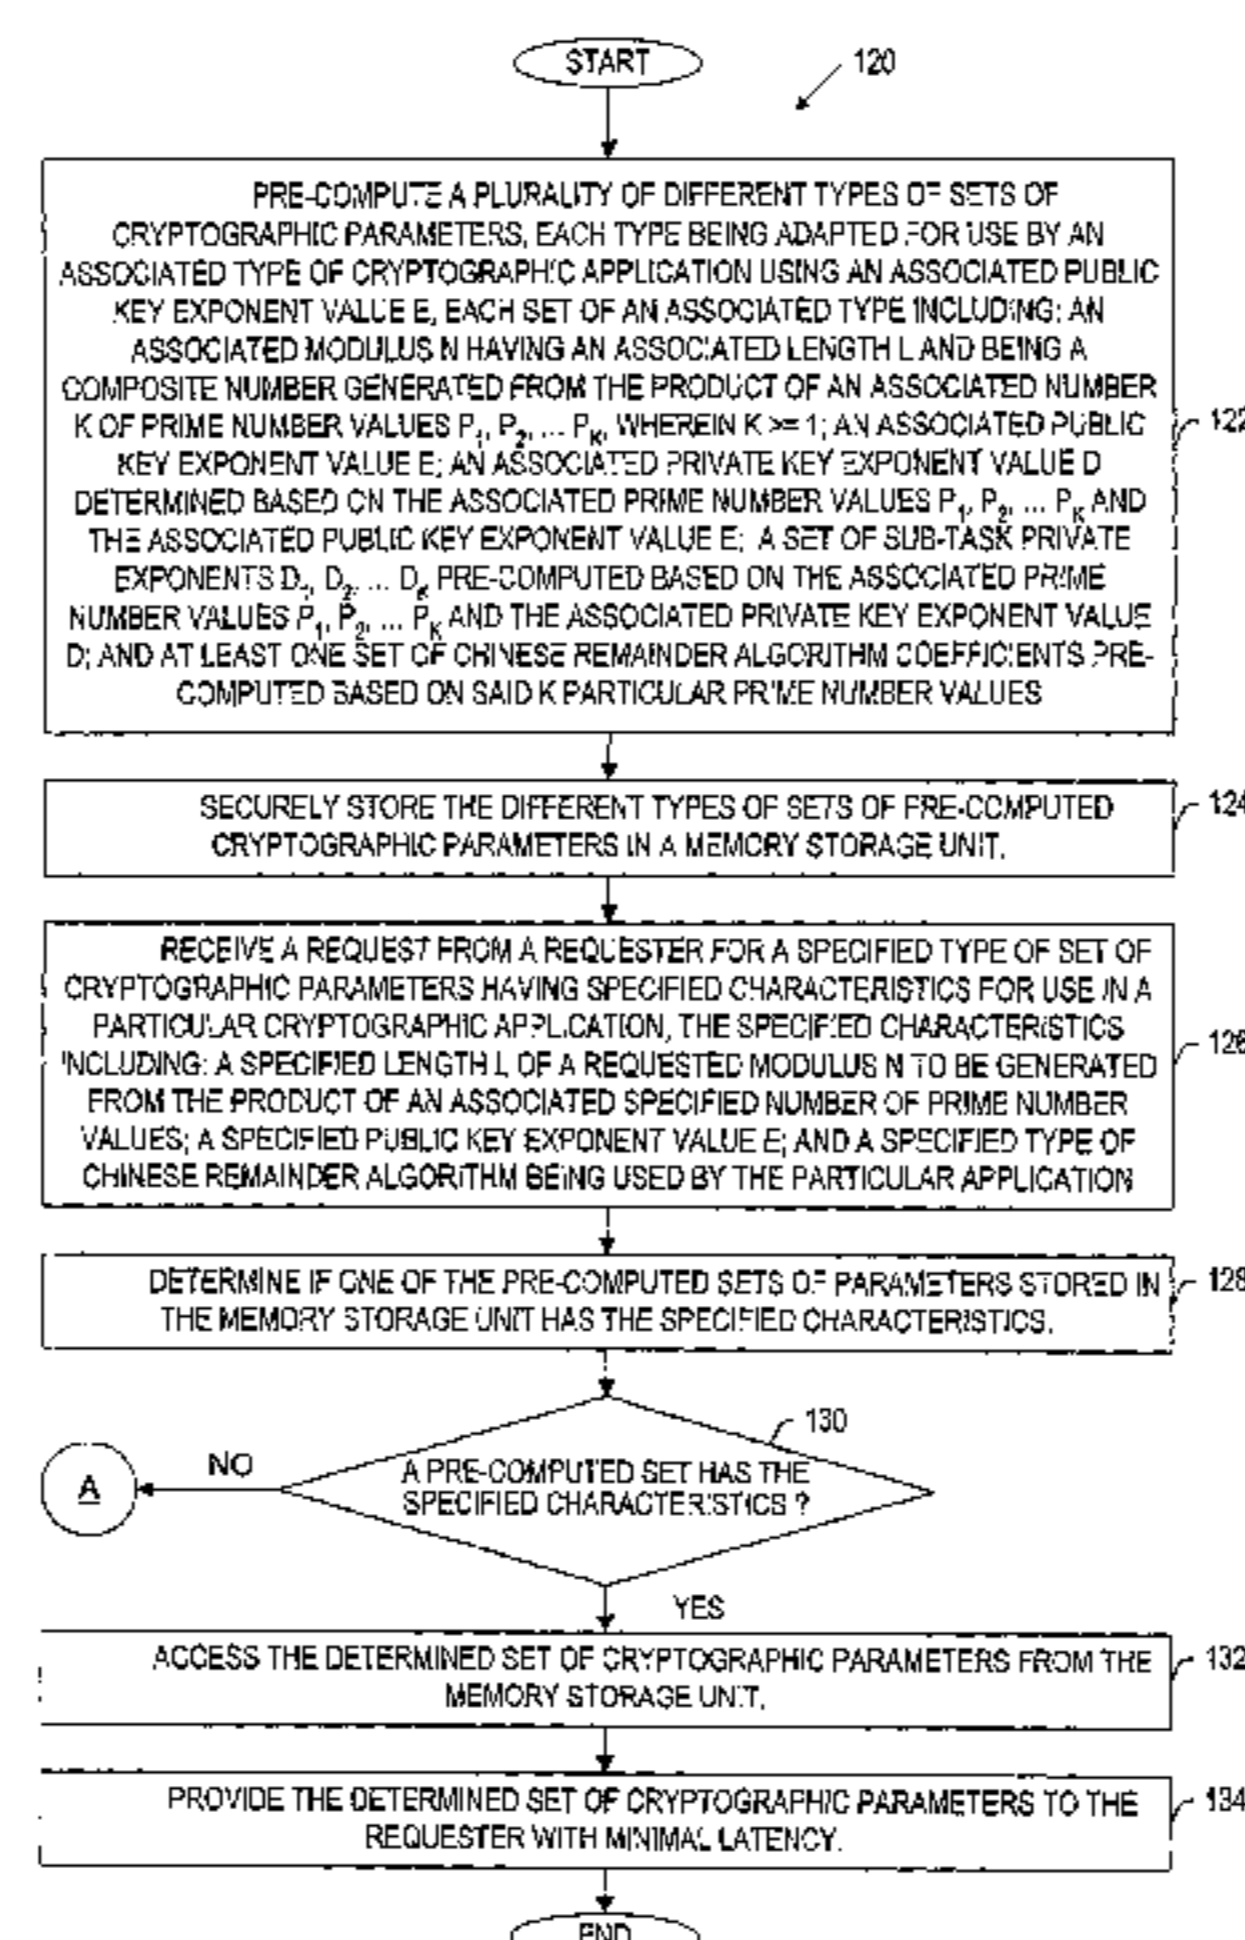 START
120
PRE-COMPUTE A PLURALITY OF DIFFERENT TYPES OF SETS OF
CRYPTOGRAPHIC PARAMETERS, EACH TYPE BEING ADAPTED FOR USE BY AN
ASSOCIATED TYPE OF CRYPTOGRAPHIC APPLICATION USING AN ASSOCIATED PUBLIC
KEY EXPONENT VALUE E, EACH SET OF AN ASSOCIATED TYPE INCLUDING: AN
ASSOCIATED MODULUS N HAVING AN ASSOCIATED LENGTH L AND BEING A
COMPOSITE NUMBER GENERATED FROM THE PRODUCT OF AN ASSOCIATED NUMBER
K OF PRIME NUMBER VALUES P1, P2, ... PK, WHEREIN K >= 1; AN ASSOCIATED PUBLIC
KEY EXPONENT VALUE E; AN ASSOCIATED PRIVATE KEY EXPONENT VALUE D
DETERMINED BASED ON THE ASSOCIATED PRIME NUMBER VALUES P1, P2, ... PK AND
THE ASSOCIATED PUBLIC KEY EXPONENT VALUE E; A SET OF SUB-TASK PRIVATE
EXPONENTS D1, D2, ... DK PRE-COMPUTED BASED ON THE ASSOCIATED PRIME
NUMBER VALUES P1, P2, ... PK AND THE ASSOCIATED PRIVATE KEY EXPONENT VALUE
D; AND AT LEAST ONE SET OF CHINESE REMAINDER ALGORITHM COEFFICIENTS PRE-
COMPUTED BASED ON SAID K PARTICULAR PRIME NUMBER VALUES
122
SECURELY STORE THE DIFFERENT TYPES OF SETS OF PRE-COMPUTED
CRYPTOGRAPHIC PARAMETERS IN A MEMORY STORAGE UNIT.
124
RECEIVE A REQUEST FROM A REQUESTER FOR A SPECIFIED TYPE OF SET OF
CRYPTOGRAPHIC PARAMETERS HAVING SPECIFIED CHARACTERISTICS FOR USE IN A
PARTICULAR CRYPTOGRAPHIC APPLICATION, THE SPECIFIED CHARACTERISTICS
INCLUDING: A SPECIFIED LENGTH L OF A REQUESTED MODULUS N TO BE GENERATED
FROM THE PRODUCT OF AN ASSOCIATED SPECIFIED NUMBER OF PRIME NUMBER
VALUES; A SPECIFIED PUBLIC KEY EXPONENT VALUE E; AND A SPECIFIED TYPE OF
CHINESE REMAINDER ALGORITHM BEING USED BY THE PARTICULAR APPLICATION
126
DETERMINE IF ONE OF THE PRE-COMPUTED SETS OF PARAMETERS STORED IN
THE MEMORY STORAGE UNIT HAS THE SPECIFIED CHARACTERISTICS.
128
130
A PRE-COMPUTED SET HAS THE
SPECIFIED CHARACTERISTICS ?
NO
A
YES
ACCESS THE DETERMINED SET OF CRYPTOGRAPHIC PARAMETERS FROM THE
MEMORY STORAGE UNIT.
132
PROVIDE THE DETERMINED SET OF CRYPTOGRAPHIC PARAMETERS TO THE
REQUESTER WITH MINIMAL LATENCY.
134
END